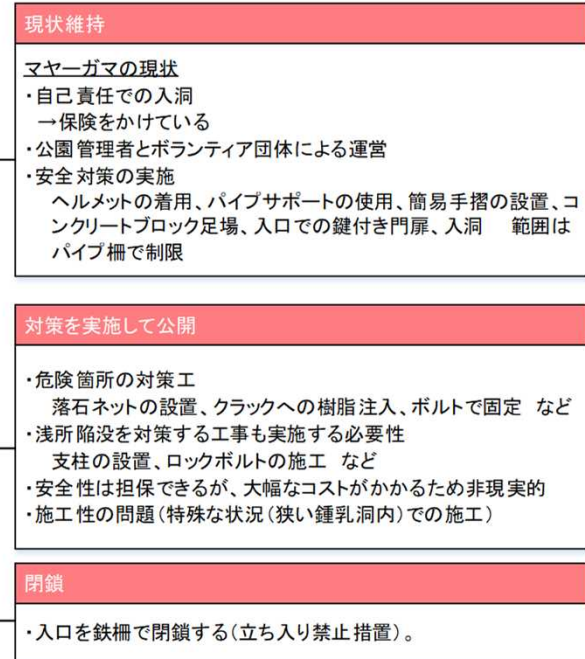 現状維持
マヤーガマの現状
・自己責任での入洞
→保険をかけている
・公園管理者とボランティア団体による運営
・安全対策の実施
ヘルメットの着用、パイプサポートの使用、簡易手摺の設置、コ
ンクリートブロック足場、入口での鍵付き門扉、入洞　範囲は
パイプ柵で制限
対策を実施して公開
・危険箇所の対策工
落石ネットの設置、クラックへの樹脂注入、ボルトで固定 など
・浅所陥没を対策する工事も実施する必要性
支柱の設置、ロックボルトの施工 など
・安全性は担保できるが、大幅なコストがかかるため非現実的
・施工性の問題(特殊な状況(狭い鍾乳洞内)での施工)
閉鎖
・入口を鉄柵で閉鎖する(立ち入り禁止措置)。